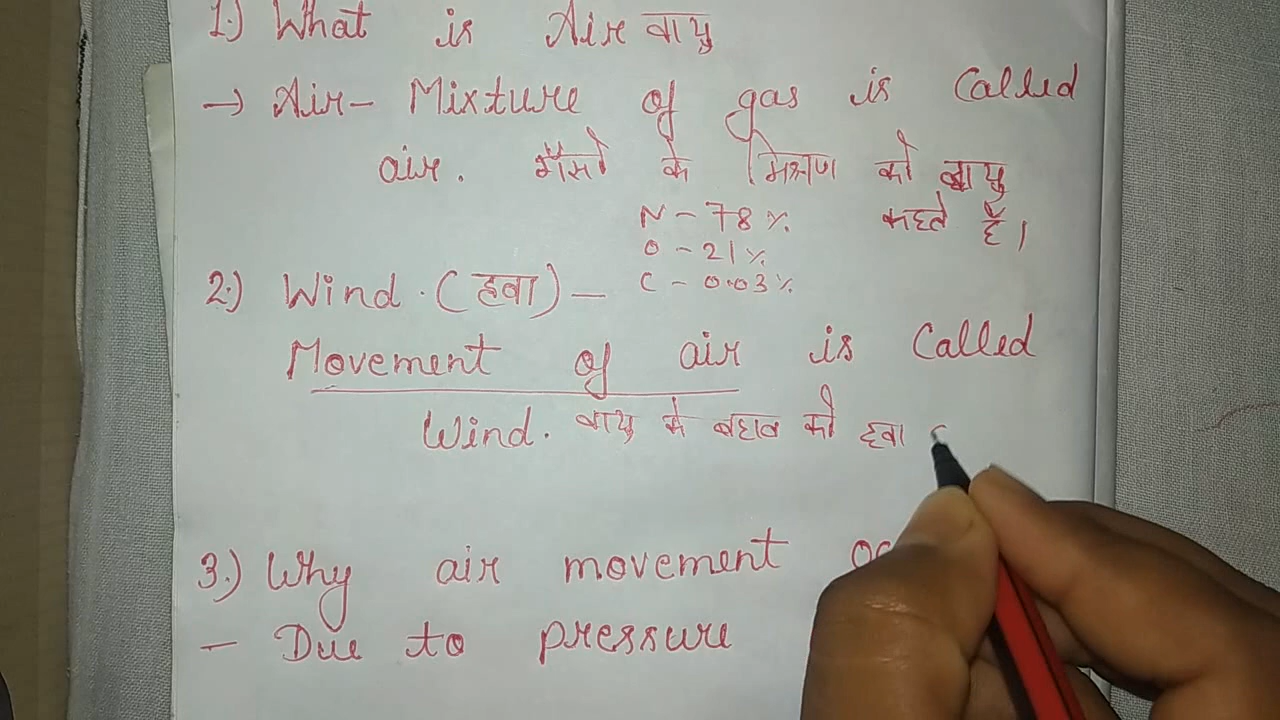 1.) What is Air वायु
→ Air - Mixture of gas is called
air. गैसों के मिश्रण को वायु
कहते हैं।
N - 78 %
O - 21 %
C - 0.03 %
2.) Wind. (हवा) -
Movement of air is called
Wind. वायु के बहाव को हवा
3.) Why air movement
- Due to pressure